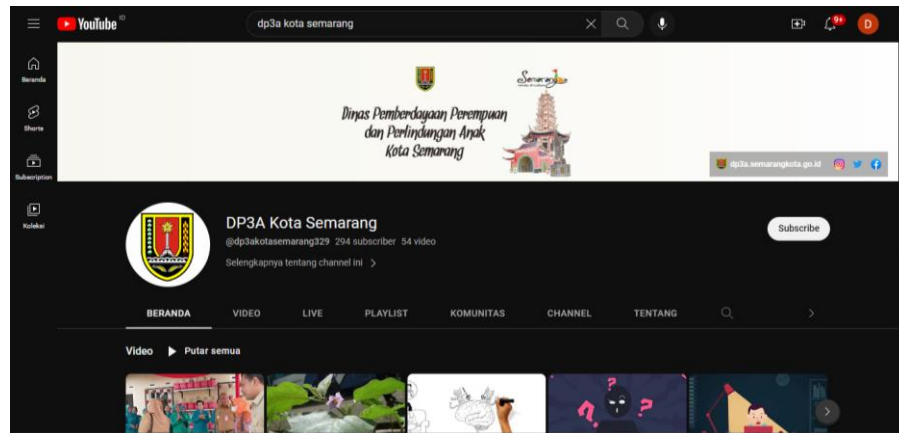 YouTube ID
dp3a kota semarang
9+
D
Beranda
Shorts
Subscription
Koleksi
Semarang
Dinas Pemberdayaan Perempuan
dan Perlindungan Anak
Kota Semarang
dp3a.semarangkota.go.id
DP3A Kota Semarang
@dp3akotasemarang329 294 subscriber 54 video
Selengkapnya tentang channel ini
Subscribe
BERANDA VIDEO LIVE PLAYLIST KOMUNITAS CHANNEL TENTANG
Video Putar semua
? ? ?